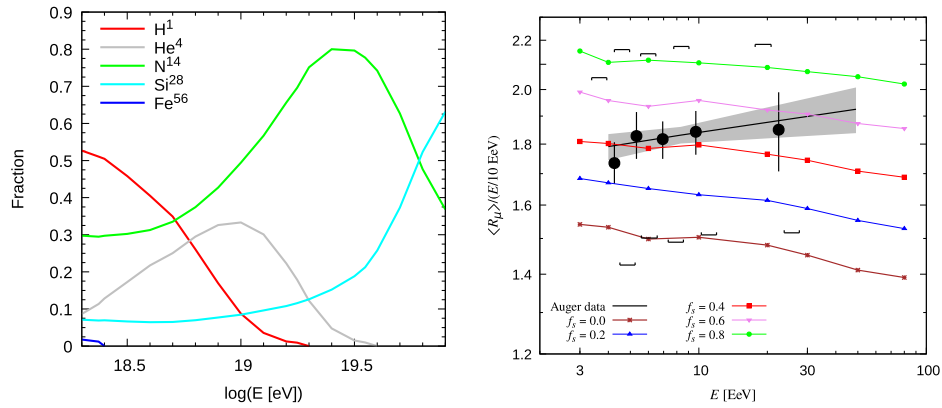 0.9
0.8
0.7
0.6
0.5
0.4
0.3
0.2
0.1
0
Fraction
H¹
He⁴
N¹⁴
Si²⁸
Fe⁵⁶
18.5 19 19.5
log(E [eV])
2.2
2.0
1.8
1.6
1.4
1.2
⟨Rμ⟩/(E/10 EeV)
Auger data
fₛ = 0.0
fₛ = 0.2
fₛ = 0.4
fₛ = 0.6
fₛ = 0.8
3 10 30 100
E [EeV]